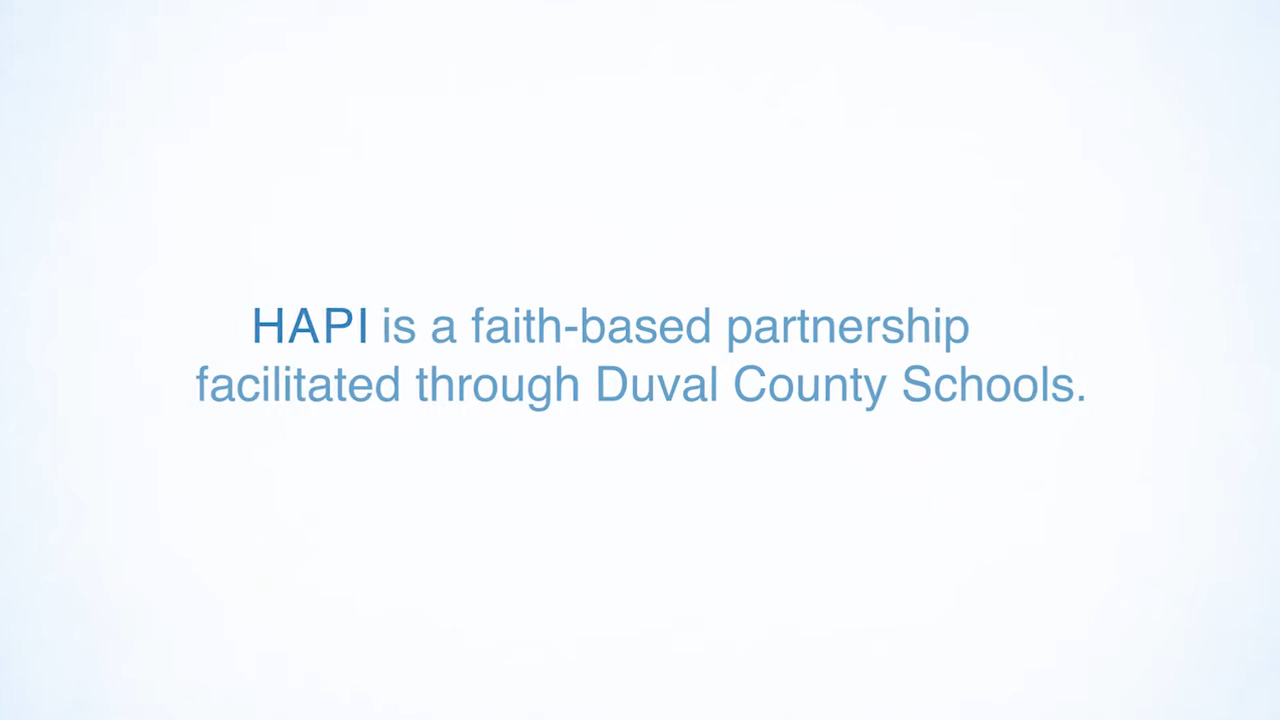 HAPI is a faith-based partnership
facilitated through Duval County Schools.